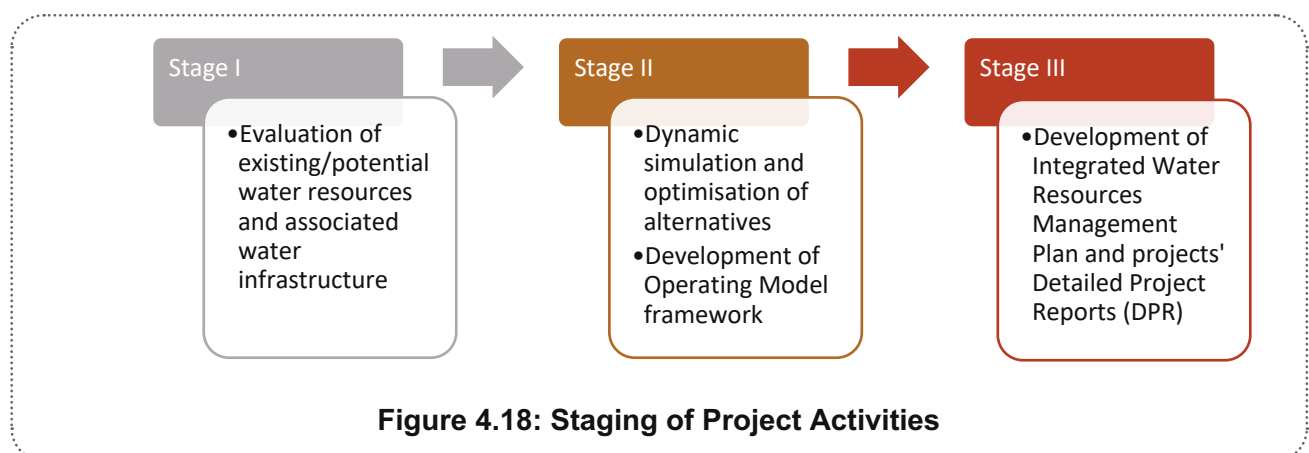 Stage I
•Evaluation of
existing/potential
water resources
and associated
water
infrastructure
Stage II
•Dynamic
simulation and
optimisation of
alternatives
•Development of
Operating Model
framework
Stage III
•Development of
Integrated Water
Resources
Management
Plan and projects'
Detailed Project
Reports (DPR)
Figure 4.18: Staging of Project Activities